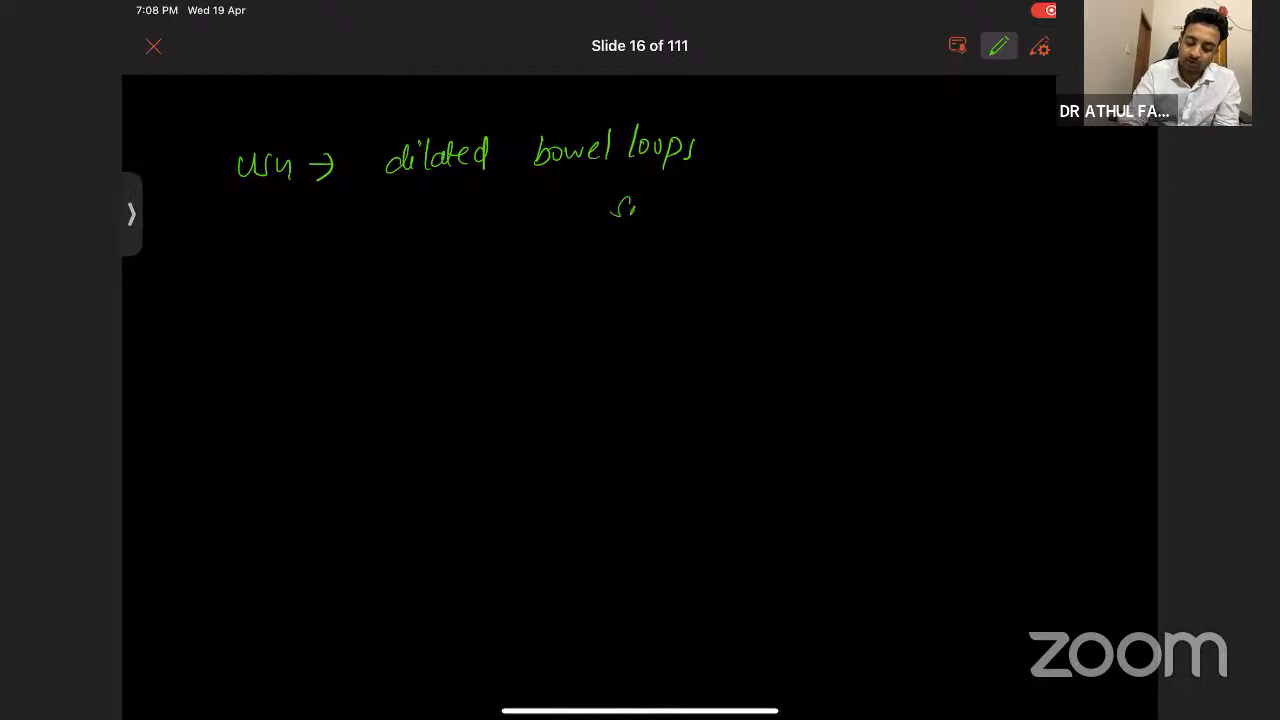 7:08 PM Wed 19 Apr
Slide 16 of 111
DR ATHUL FA...
USG → dilated bowel loops
zoom